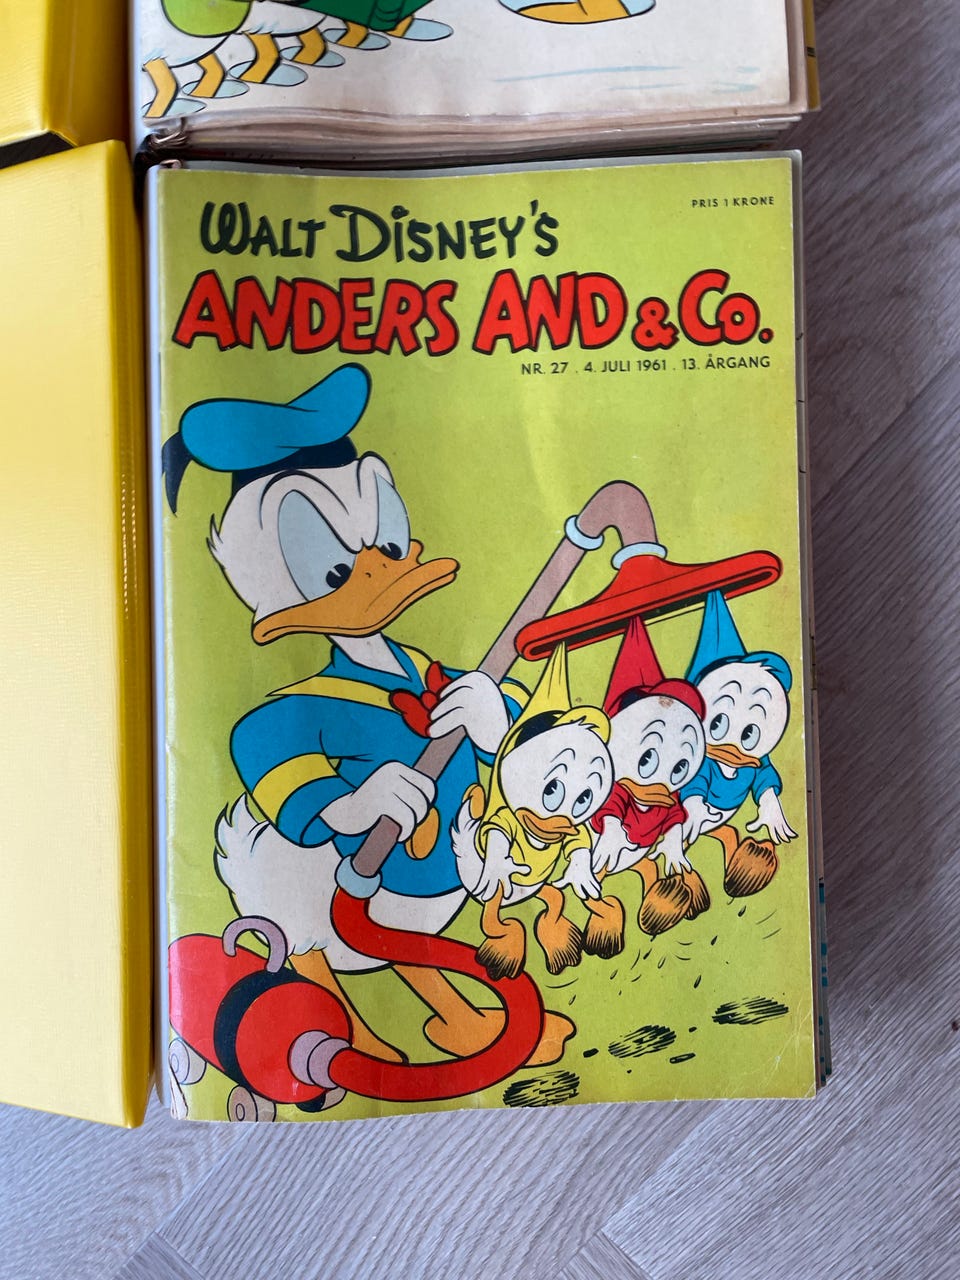 PRIS 1 KRONE
WALT DISNEY'S
ANDERS AND & CO.
NR. 27 . 4. JULI 1961 . 13. ÅRGANG